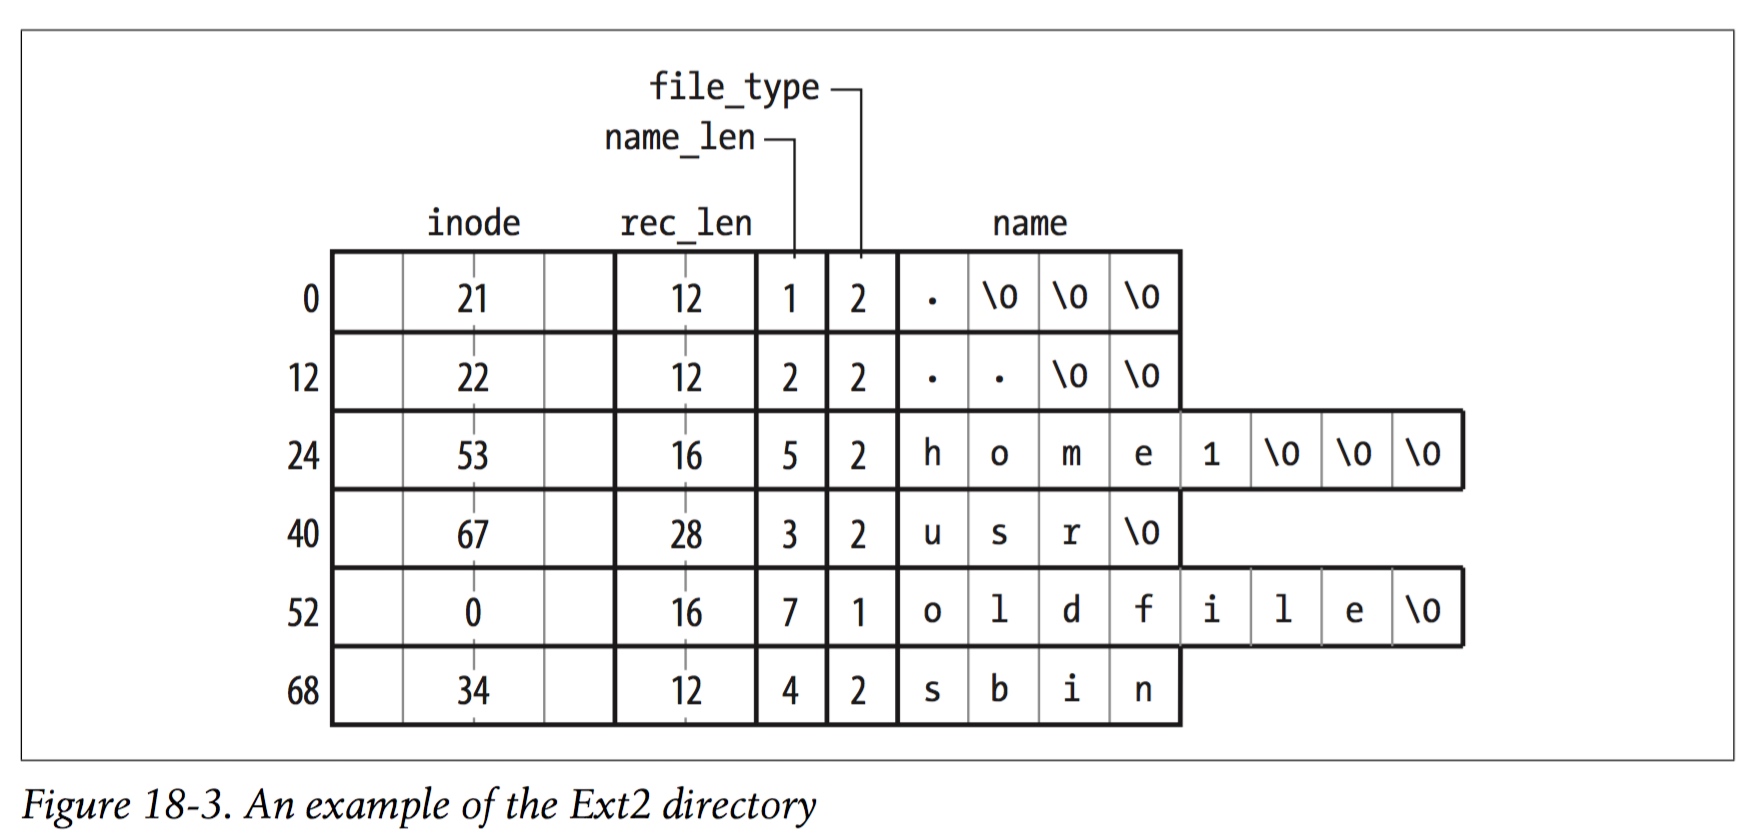 file_type
name_len
inode rec_len name
0 21 12 1 2 . \0 \0 \0
12 22 12 2 2 . . \0 \0
24 53 16 5 2 h o m e 1 \0 \0 \0
40 67 28 3 2 u s r \0
52 0 16 7 1 o l d f i l e \0
68 34 12 4 2 s b i n
Figure 18-3. An example of the Ext2 directory